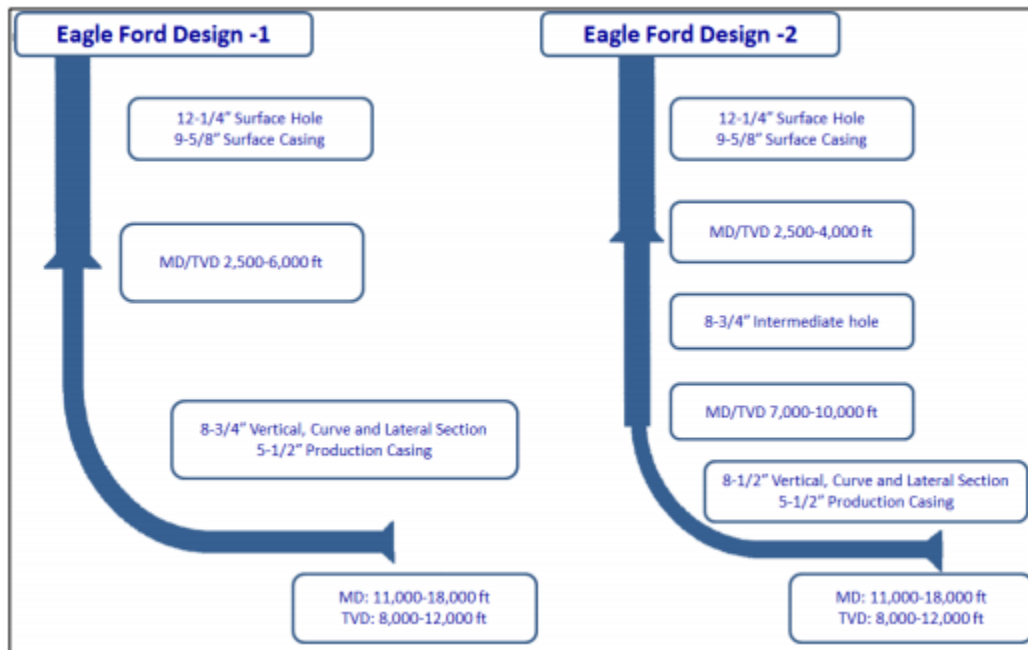 Eagle Ford Design -1
12-1/4" Surface Hole
9-5/8" Surface Casing
MD/TVD 2,500-6,000 ft
8-3/4" Vertical, Curve and Lateral Section
5-1/2" Production Casing
MD: 11,000-18,000 ft
TVD: 8,000-12,000 ft
Eagle Ford Design -2
12-1/4" Surface Hole
9-5/8" Surface Casing
MD/TVD 2,500-4,000 ft
8-3/4" Intermediate hole
MD/TVD 7,000-10,000 ft
8-1/2" Vertical, Curve and Lateral Section
5-1/2" Production Casing
MD: 11,000-18,000 ft
TVD: 8,000-12,000 ft